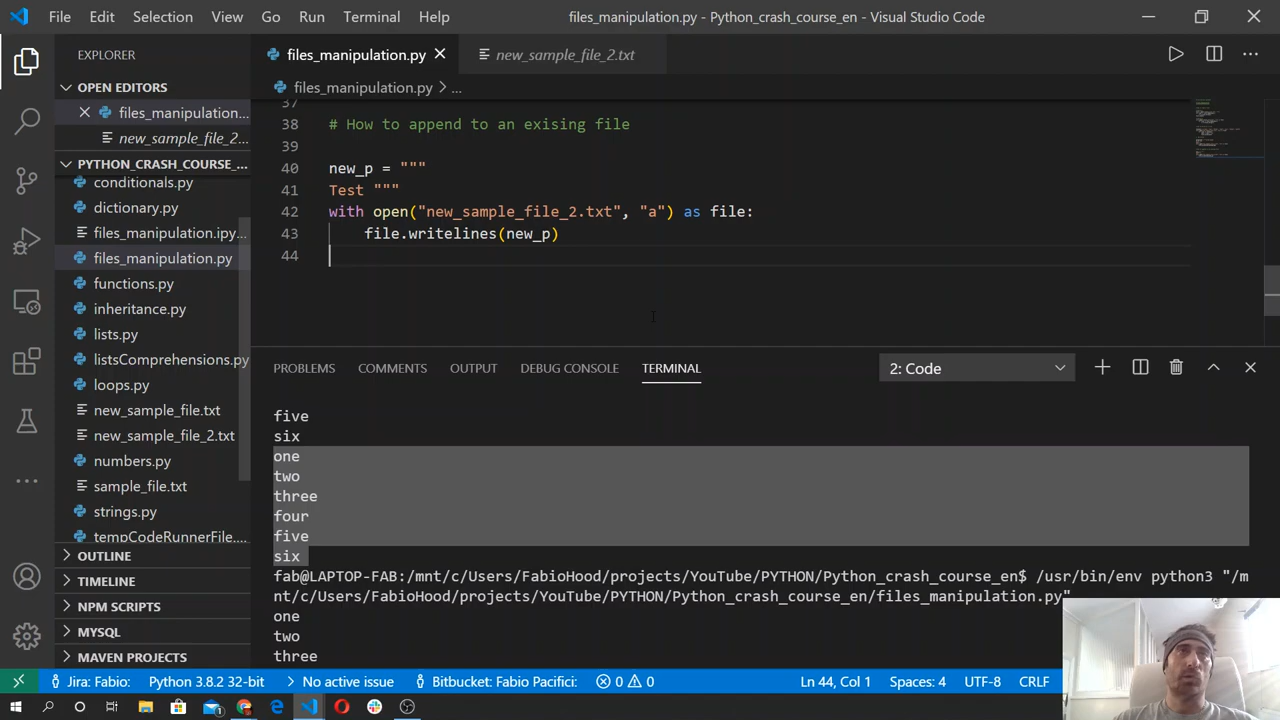 File Edit Selection View Go Run Terminal Help files_manipulation.py - Python_crash_course_en - Visual Studio Code
EXPLORER
files_manipulation.py
new_sample_file_2.txt
OPEN EDITORS
files_manipulation...
new_sample_file_2...
PYTHON_CRASH_COURSE_...
conditionals.py
dictionary.py
files_manipulation.ipy...
files_manipulation.py
functions.py
inheritance.py
lists.py
listsComprehensions.py
loops.py
new_sample_file.txt
new_sample_file_2.txt
numbers.py
sample_file.txt
strings.py
tempCodeRunnerFile....
OUTLINE
TIMELINE
NPM SCRIPTS
MYSQL
MAVEN PROJECTS
files_manipulation.py > ...
37
38 # How to append to an exising file
39
40 new_p = """
41 Test """
42 with open("new_sample_file_2.txt", "a") as file:
43 file.writelines(new_p)
44
PROBLEMS COMMENTS OUTPUT DEBUG CONSOLE TERMINAL 2: Code
five
six
one
two
three
four
five
six
fab@LAPTOP-FAB:/mnt/c/Users/FabioHood/projects/YouTube/PYTHON/Python_crash_course_en$ /usr/bin/env python3 "/m
nt/c/Users/FabioHood/projects/YouTube/PYTHON/Python_crash_course_en/files_manipulation.py"
one
two
three
Jira: Fabio: Python 3.8.2 32-bit No active issue Bitbucket: Fabio Pacifici: 0 0 Ln 44, Col 1 Spaces: 4 UTF-8 CRLF